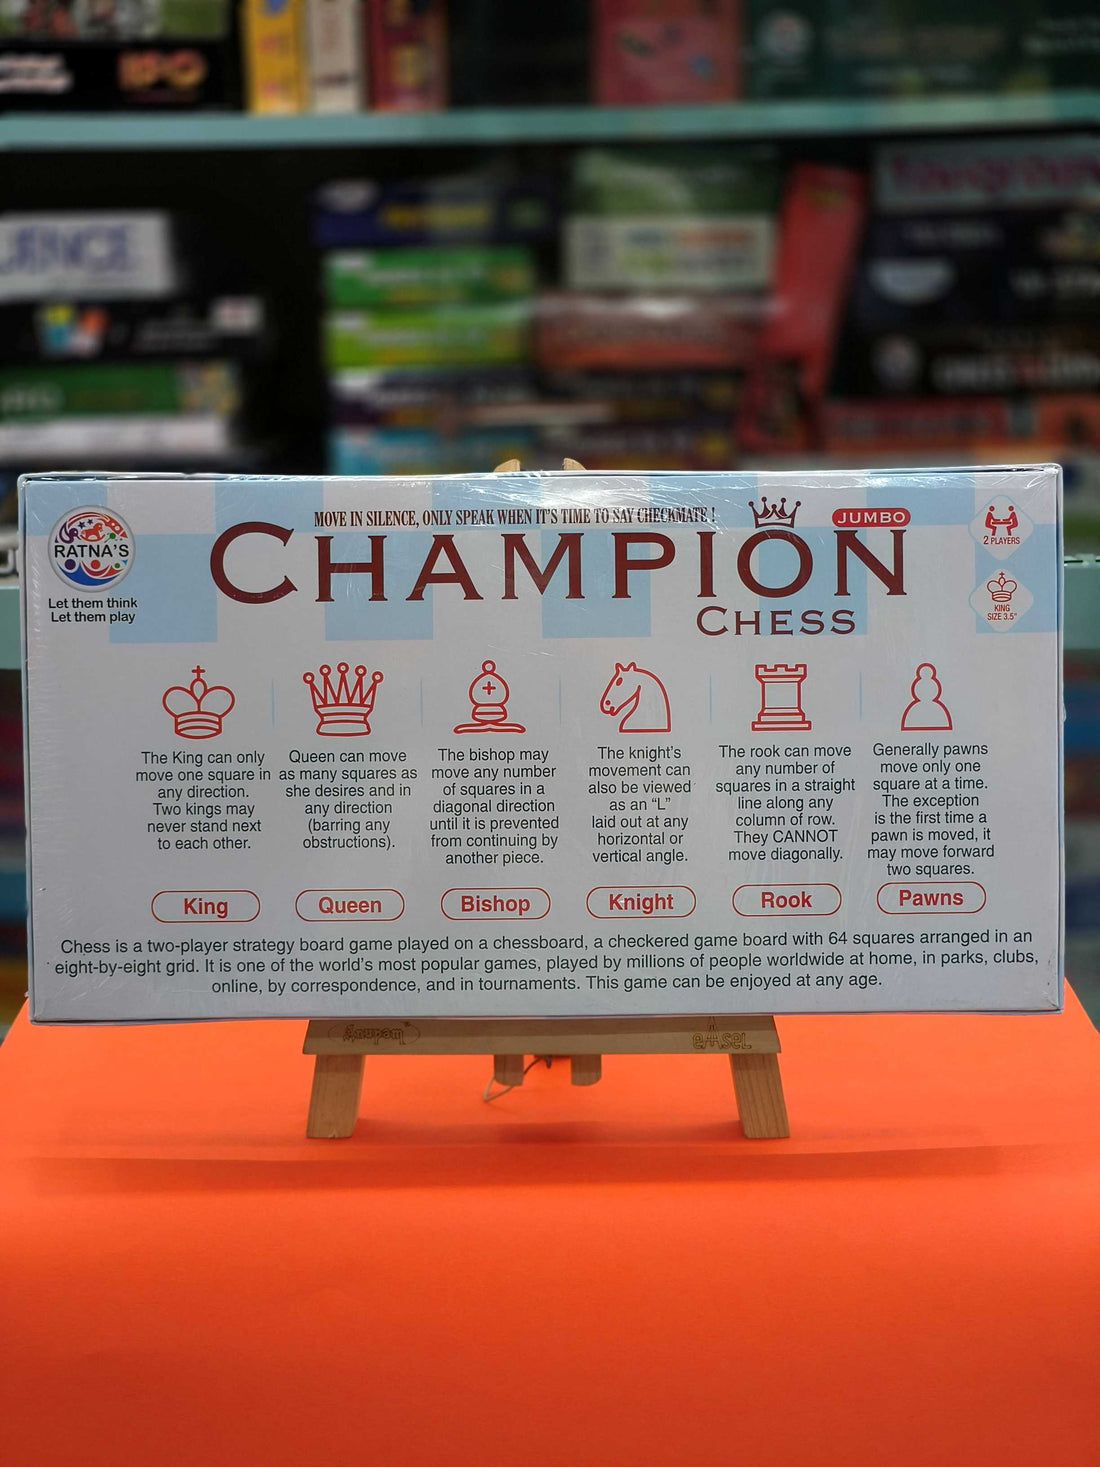 IPO
RATNA'S
Let them think
Let them play
MOVE IN SILENCE, ONLY SPEAK WHEN IT'S TIME TO SAY CHECKMATE !
JUMBO
CHAMPION
CHESS
2 PLAYERS
KING
SIZE 3.5"
The King can only
move one square in
any direction.
Two kings may
never stand next
to each other.
King
Queen can move
as many squares as
she desires and in
any direction
(barring any
obstructions).
Queen
The bishop may
move any number
of squares in a
diagonal direction
until it is prevented
from continuing by
another piece.
Bishop
The knight's
movement can
also be viewed
as an “L”
laid out at any
horizontal or
vertical angle.
Knight
The rook can move
any number of
squares in a straight
line along any
column of row.
They CANNOT
move diagonally.
Rook
Generally pawns
move only one
square at a time.
The exception
is the first time a
pawn is moved, it
may move forward
two squares.
Pawns
Chess is a two-player strategy board game played on a chessboard, a checkered game board with 64 squares arranged in an
eight-by-eight grid. It is one of the world's most popular games, played by millions of people worldwide at home, in parks, clubs,
online, by correspondence, and in tournaments. This game can be enjoyed at any age.
Anupam